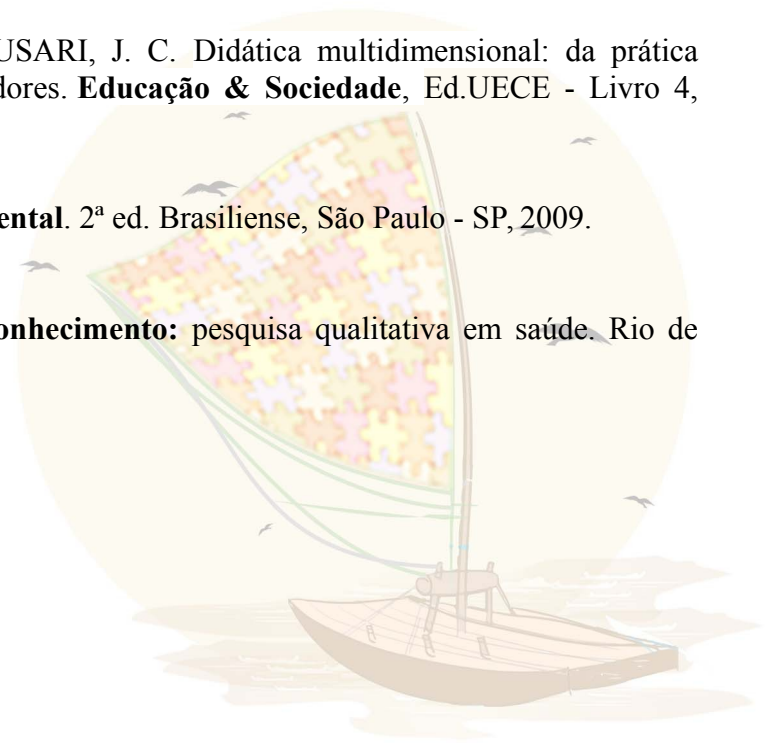 USARI, J. C. Didática multidimensional: da prática
dores. Educação & Sociedade, Ed.UECE - Livro 4,
ental. 2ª ed. Brasiliense, São Paulo - SP, 2009.
onhecimento: pesquisa qualitativa em saúde. Rio de